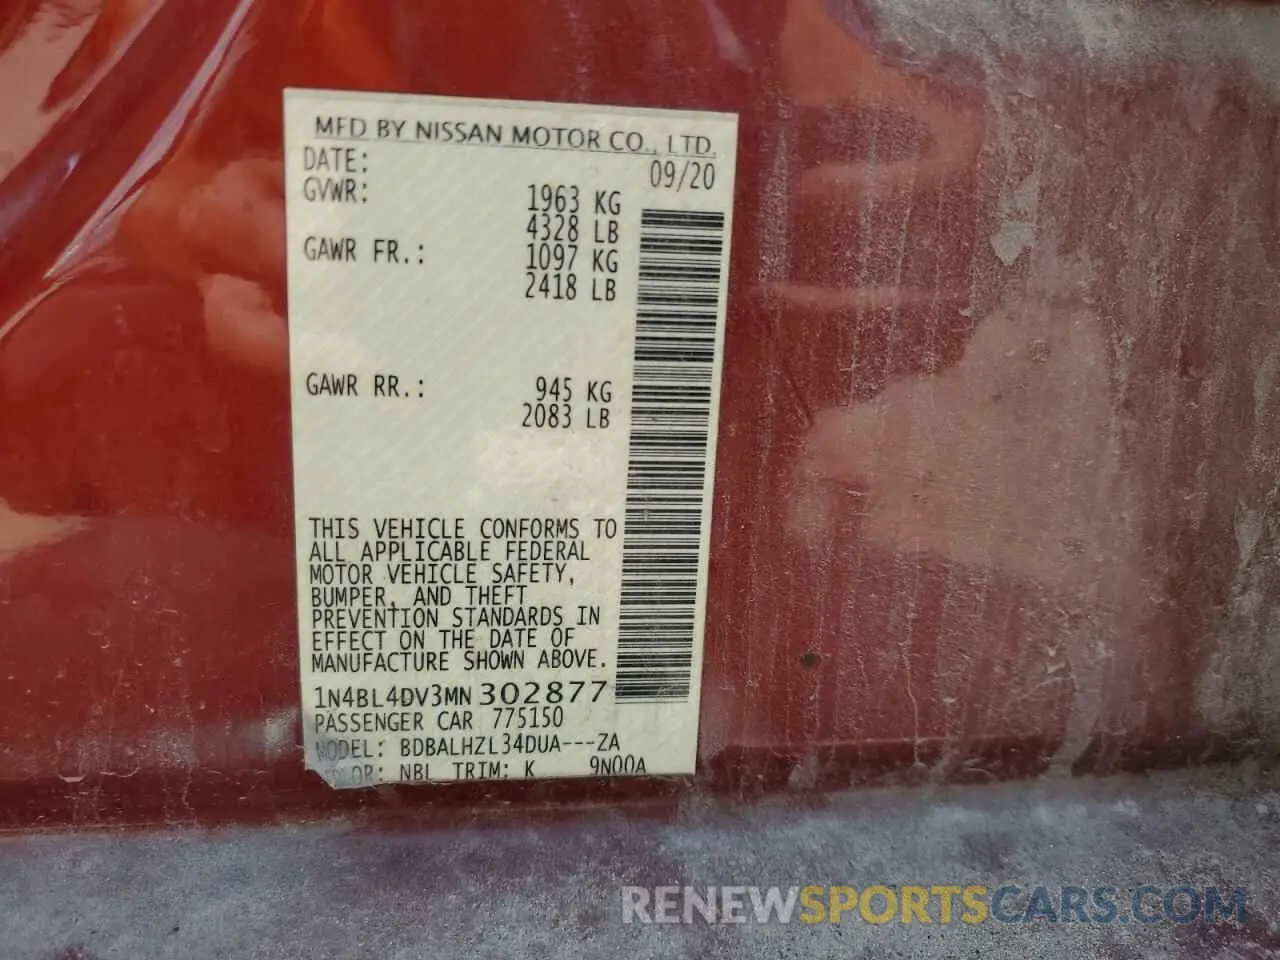 MFD BY NISSAN MOTOR CO., LTD.
DATE: 09/20
GVWR: 1963 KG
4328 LB
GAWR FR.: 1097 KG
2418 LB
GAWR RR.: 945 KG
2083 LB
THIS VEHICLE CONFORMS TO
ALL APPLICABLE FEDERAL
MOTOR VEHICLE SAFETY,
BUMPER, AND THEFT
PREVENTION STANDARDS IN
EFFECT ON THE DATE OF
MANUFACTURE SHOWN ABOVE.
1N4BL4DV3MN302877
PASSENGER CAR 775150
MODEL: BDBALHZL34DUA---ZA
COLOR: NBL TRIM: K 9N00A
RENEWSPORTSCARS.COM